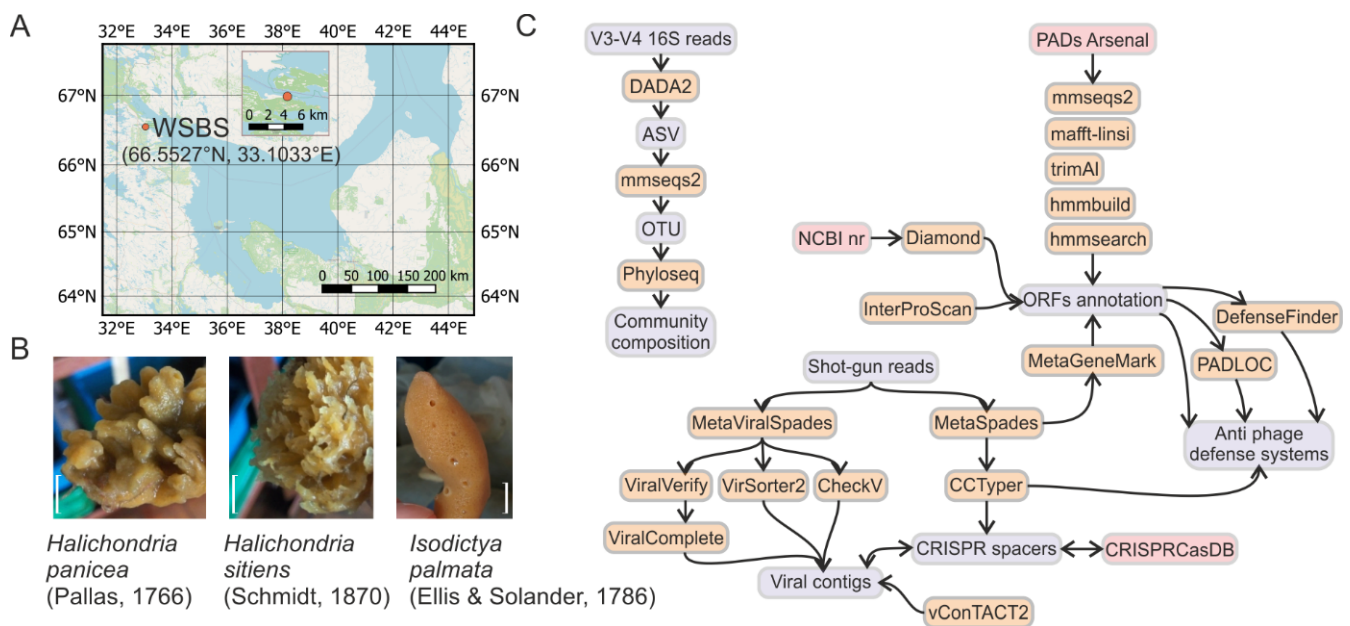 A
32°E 34°E 36°E 38°E 40°E 42°E 44°E
67°N
66°N
65°N
64°N
67°N
66°N
65°N
64°N
0 2 4 6 km
WSBS
(66.5527°N, 33.1033°E)
0 50 100 150 200 km
32°E 34°E 36°E 38°E 40°E 42°E 44°E
B
Halichondria
panicea
(Pallas, 1766)
Halichondria
sitiens
(Schmidt, 1870)
Isodictya
palmata
(Ellis & Solander, 1786)
C
V3-V4 16S reads
DADA2
ASV
mmseqs2
OTU
Phyloseq
Community
composition
PADs Arsenal
mmseqs2
mafft-linsi
trimAl
hmmbuild
hmmsearch
NCBI nr
Diamond
InterProScan
ORFs annotation
DefenseFinder
PADLOC
MetaGeneMark
Shot-gun reads
MetaViralSpades
MetaSpades
Anti phage
defense systems
ViralVerify
VirSorter2
CheckV
CCTyper
ViralComplete
CRISPR spacers
CRISPRCasDB
Viral contigs
vConTACT2